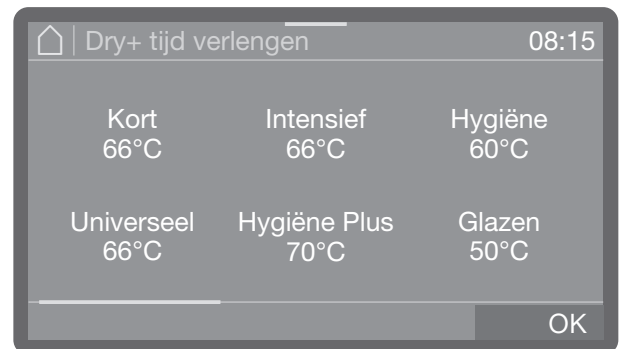 Dry+ tijd verlengen 08:15
Kort Intensief Hygiëne
66°C 66°C 60°C
Universeel Hygiëne Plus Glazen
66°C 70°C 50°C
OK